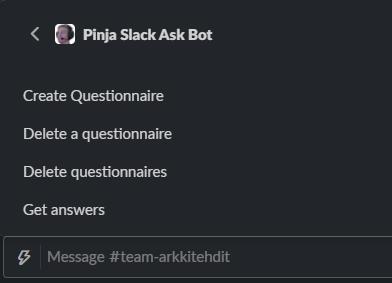 Pinja Slack Ask Bot
Create Questionnaire
Delete a questionnaire
Delete questionnaires
Get answers
Message #team-arkkitehdit